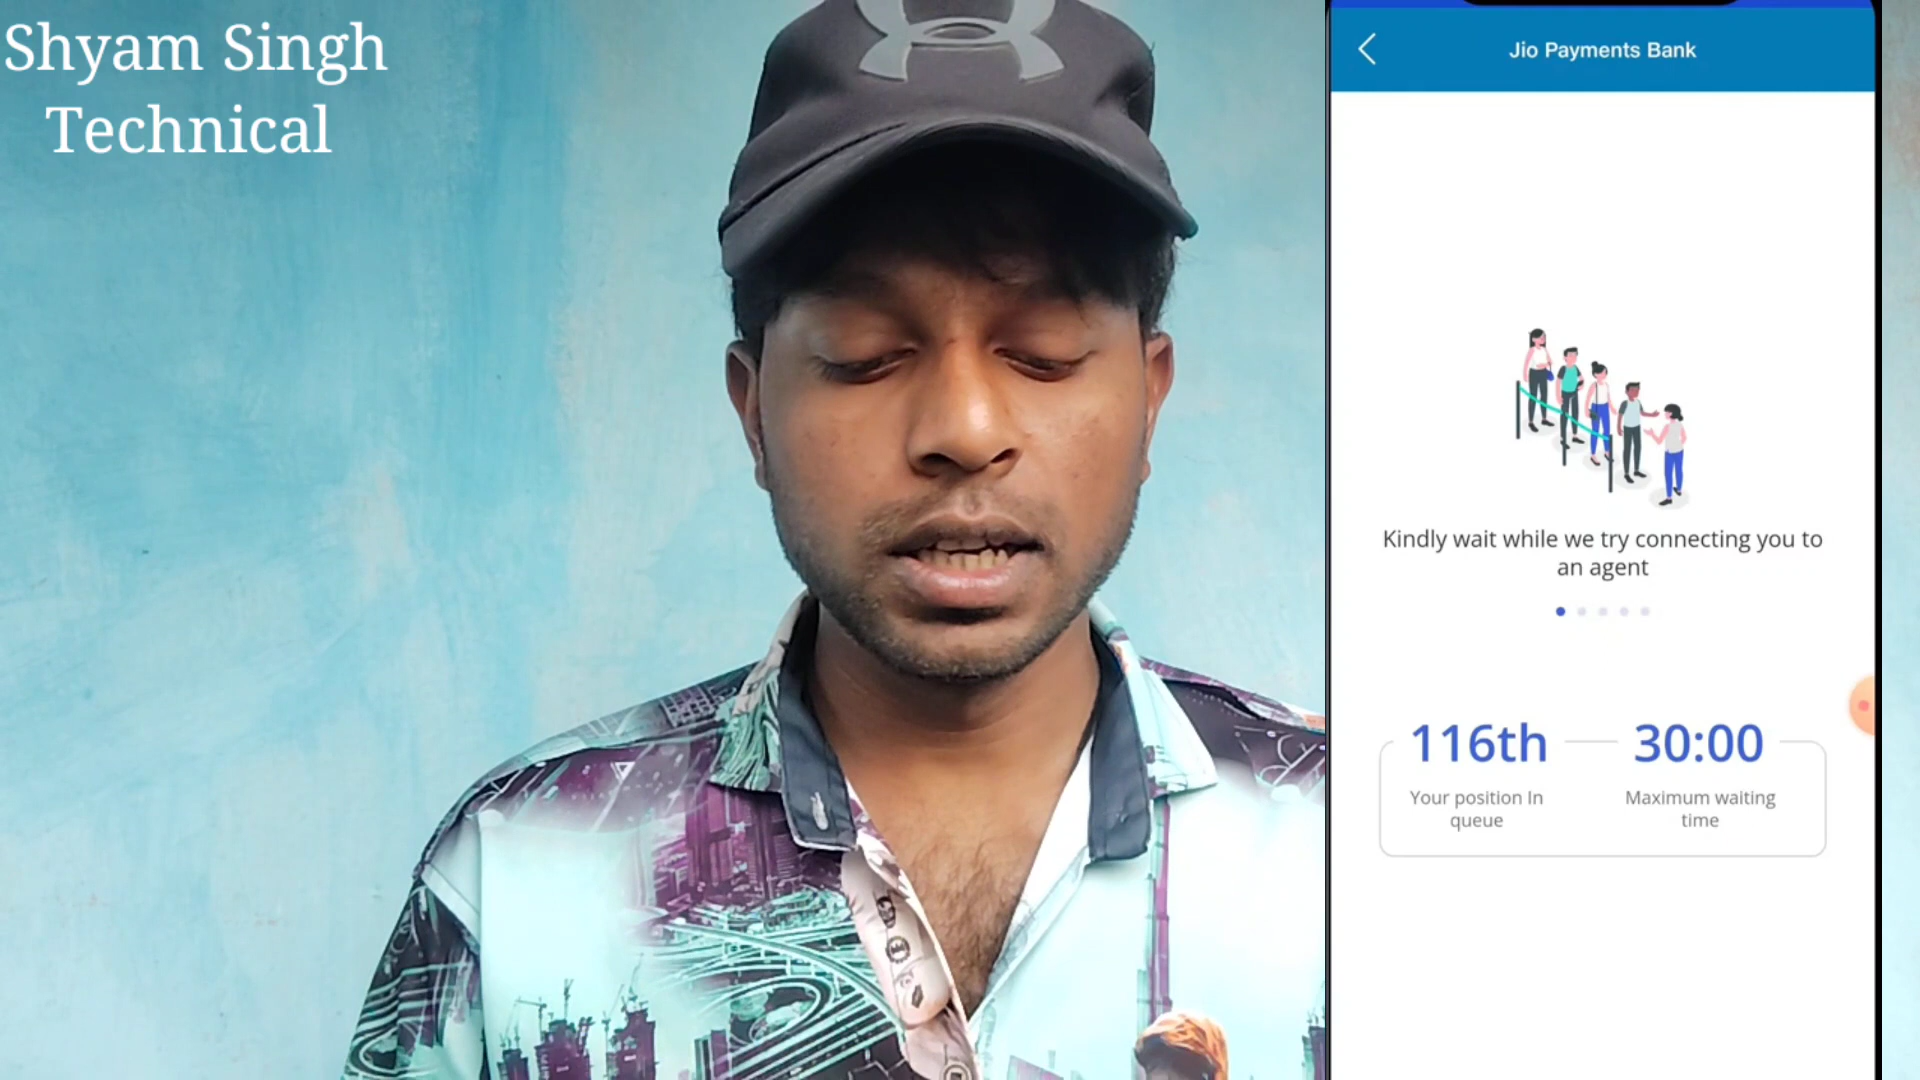 Shyam Singh
Technical
Jio Payments Bank
Kindly wait while we try connecting you to
an agent
116th
30:00
Your position In
queue
Maximum waiting
time